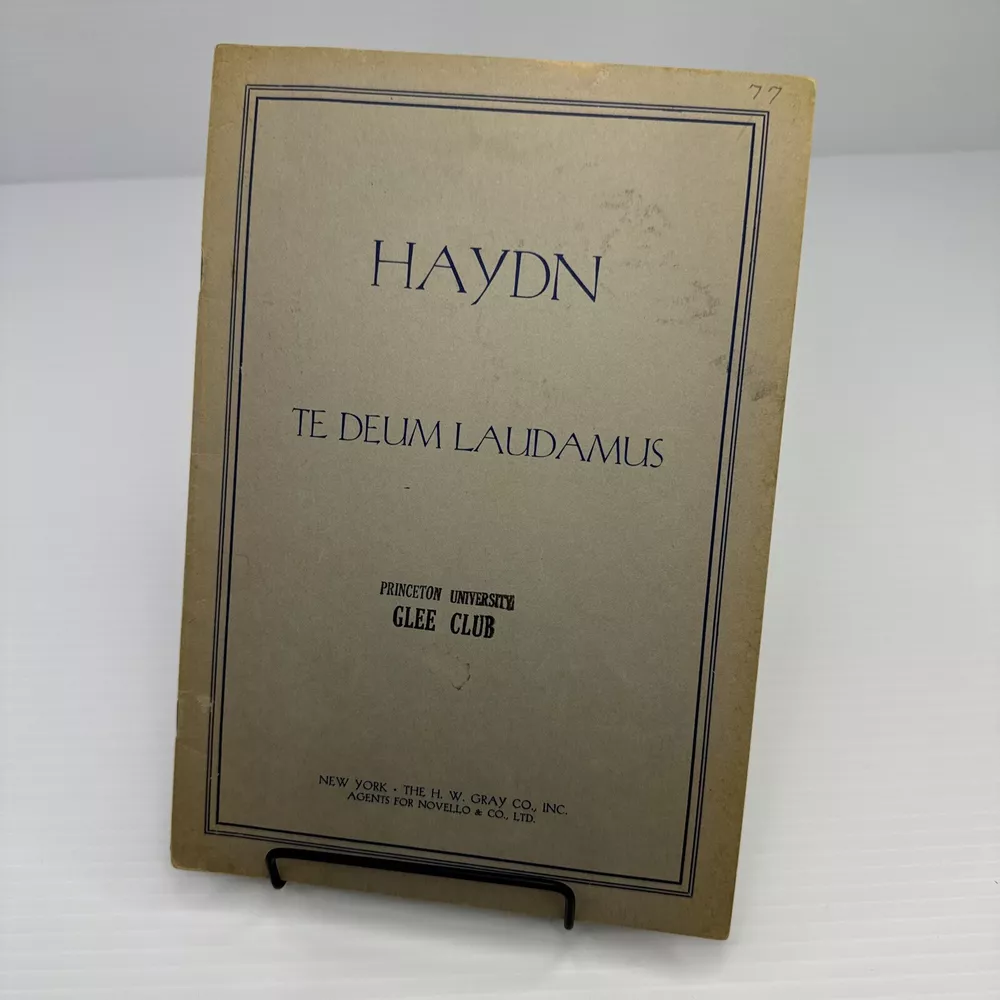 77
HAYDN
TE DEUM LAUDAMUS
PRINCETON UNIVERSITY
GLEE CLUB
NEW YORK · THE H. W. GRAY CO., INC.
AGENTS FOR NOVELLO & CO., LTD.